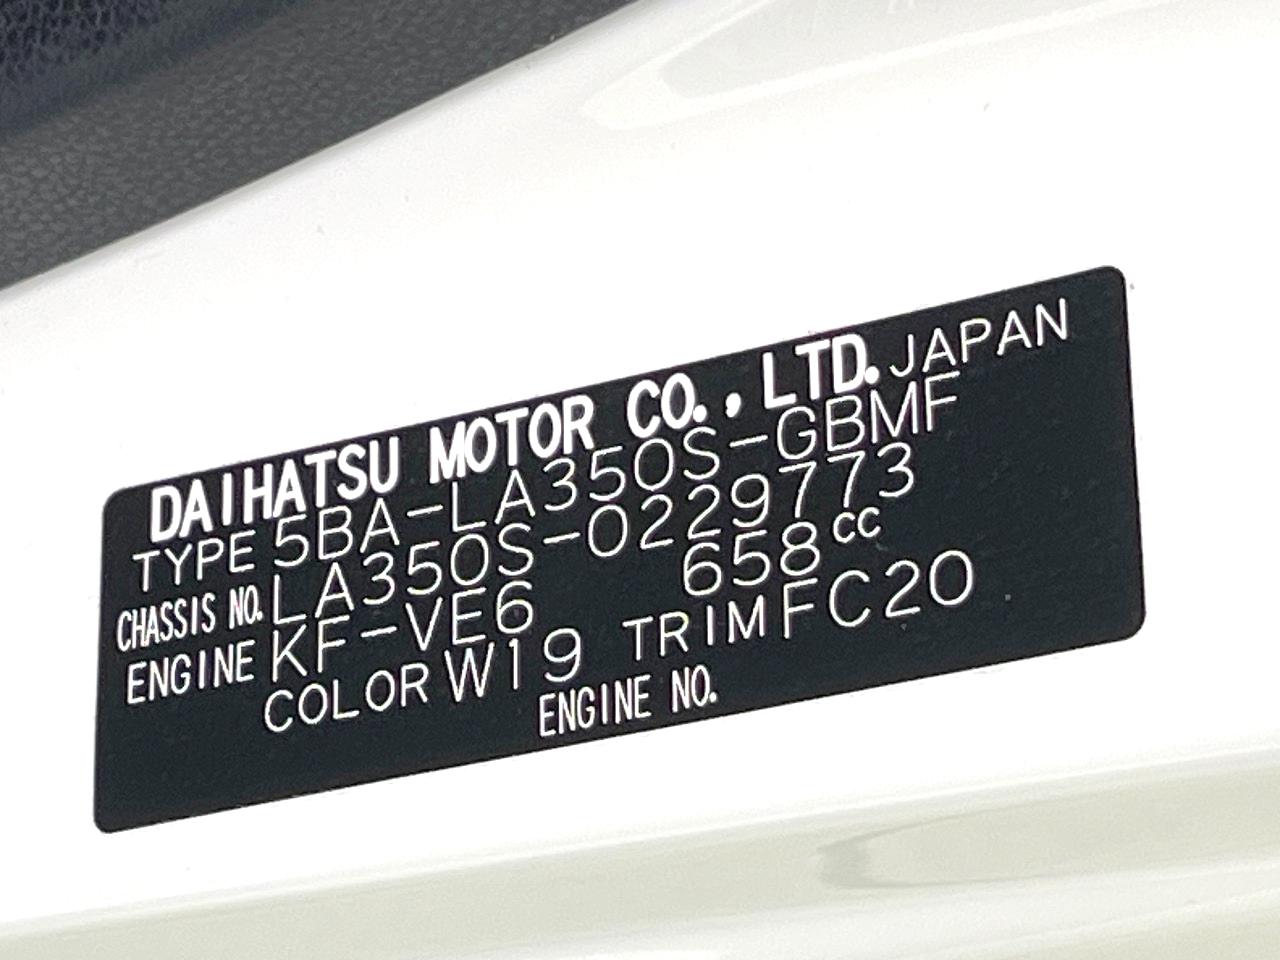 DAIHATSU MOTOR CO., LTD. JAPAN
TYPE 5BA-LA350S-GBMF
CHASSIS NO. LA350S-0229773
ENGINE KF-VE6 658cc
COLOR W19 TRIM FC20
ENGINE NO.